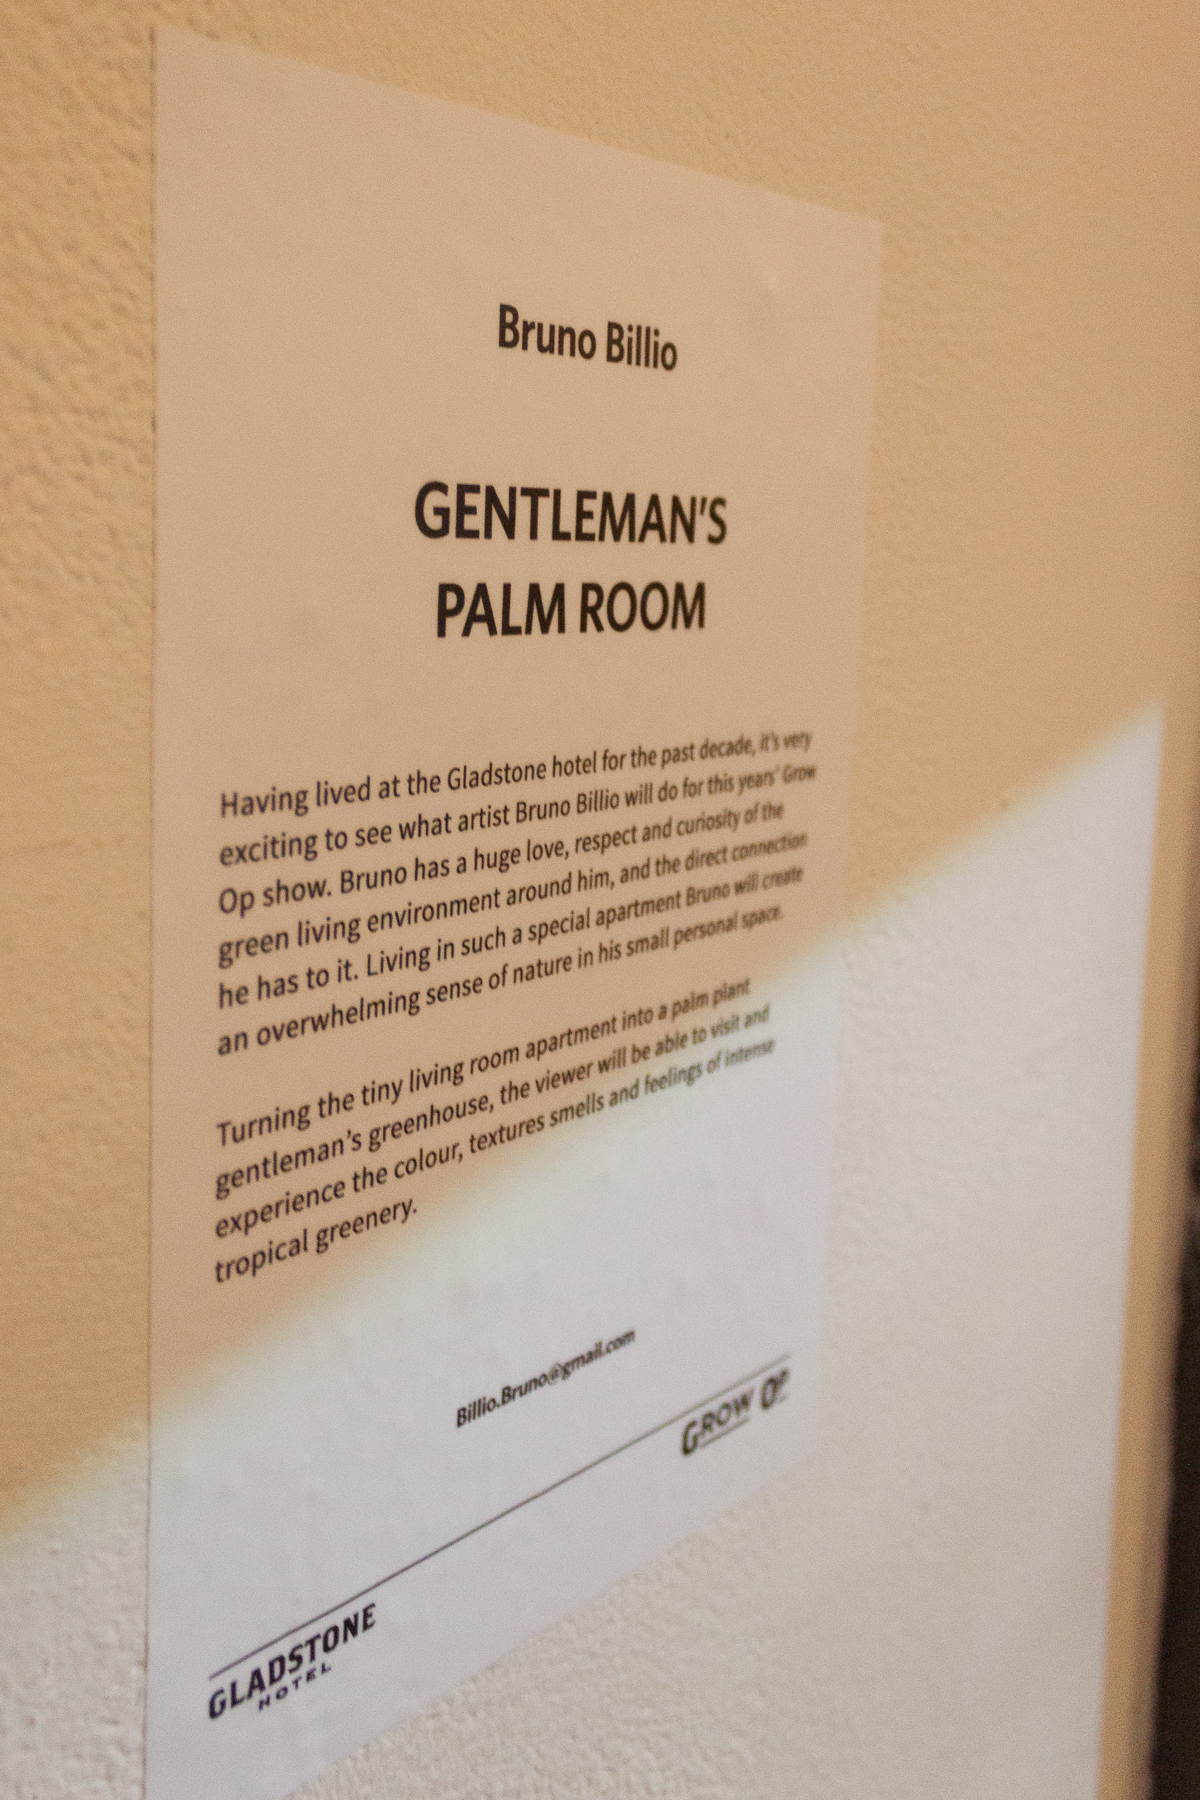 Bruno Billio
GENTLEMAN'S
PALM ROOM
Having lived at the Gladstone hotel for the past decade, it's very
exciting to see what artist Bruno Billio will do for this years' Grow
Op show. Bruno has a huge love, respect and curiosity of the
green living environment around him, and the direct connection
he has to it. Living in such a special apartment Bruno will create
an overwhelming sense of nature in his small personal space.
Turning the tiny living room apartment into a palm plant
gentleman's greenhouse, the viewer will be able to visit and
experience the colour, textures smells and feelings of intense
tropical greenery.
Billio.Bruno@gmail.com
GROW OP
GLADSTONE
HOTEL